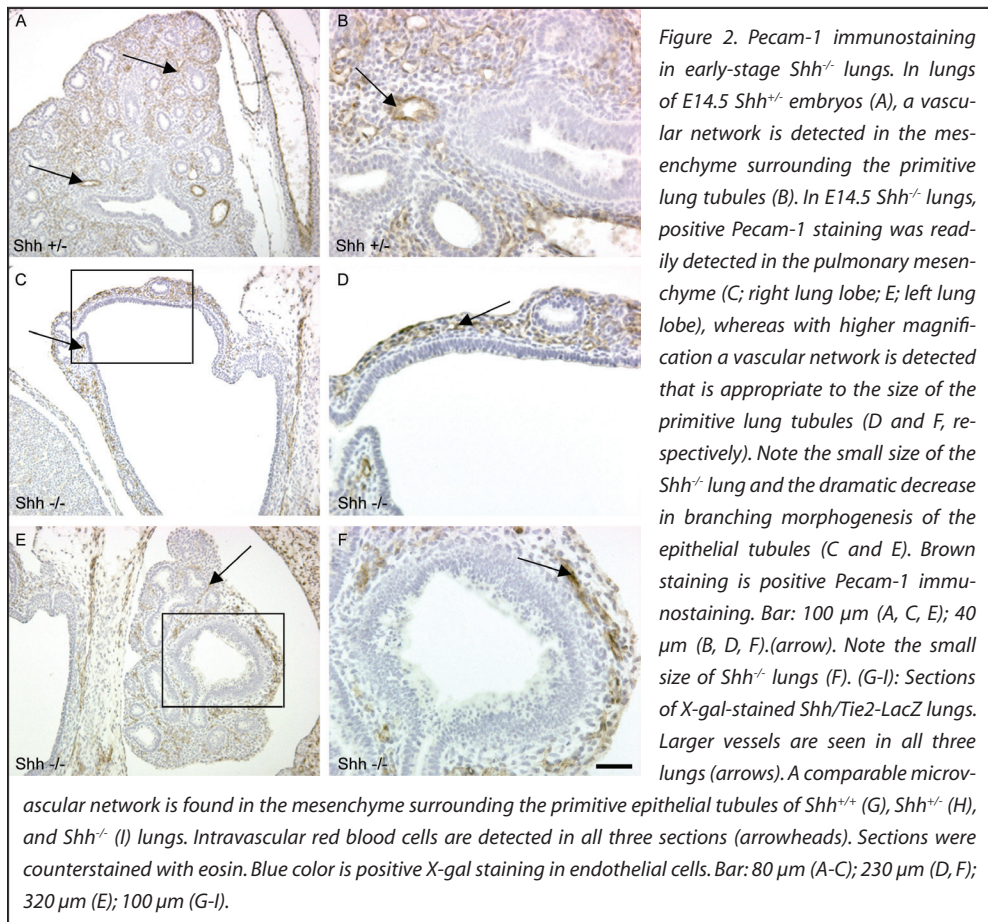 A
B
Shh +/-
Shh +/-
C
D
Shh -/-
Shh -/-
E
F
Shh -/-
Shh -/-
Figure 2. Pecam-1 immunostaining
in early-stage Shh-/- lungs. In lungs
of E14.5 Shh+/- embryos (A), a vascu-
lar network is detected in the mes-
enchyme surrounding the primitive
lung tubules (B). In E14.5 Shh-/- lungs,
positive Pecam-1 staining was read-
ily detected in the pulmonary mesen-
chyme (C; right lung lobe; E; left lung
lobe), whereas with higher magnifi-
cation a vascular network is detected
that is appropriate to the size of the
primitive lung tubules (D and F, re-
spectively). Note the small size of the
Shh-/- lung and the dramatic decrease
in branching morphogenesis of the
epithelial tubules (C and E). Brown
staining is positive Pecam-1 immu-
nostaining. Bar: 100 µm (A, C, E); 40
µm (B, D, F).(arrow). Note the small
size of Shh-/- lungs (F). (G-I): Sections
of X-gal-stained Shh/Tie2-LacZ lungs.
Larger vessels are seen in all three
lungs (arrows). A comparable microv-
ascular network is found in the mesenchyme surrounding the primitive epithelial tubules of Shh+/+ (G), Shh+/- (H),
and Shh-/- (I) lungs. Intravascular red blood cells are detected in all three sections (arrowheads). Sections were
counterstained with eosin. Blue color is positive X-gal staining in endothelial cells. Bar: 80 µm (A-C); 230 µm (D, F);
320 µm (E); 100 µm (G-I).